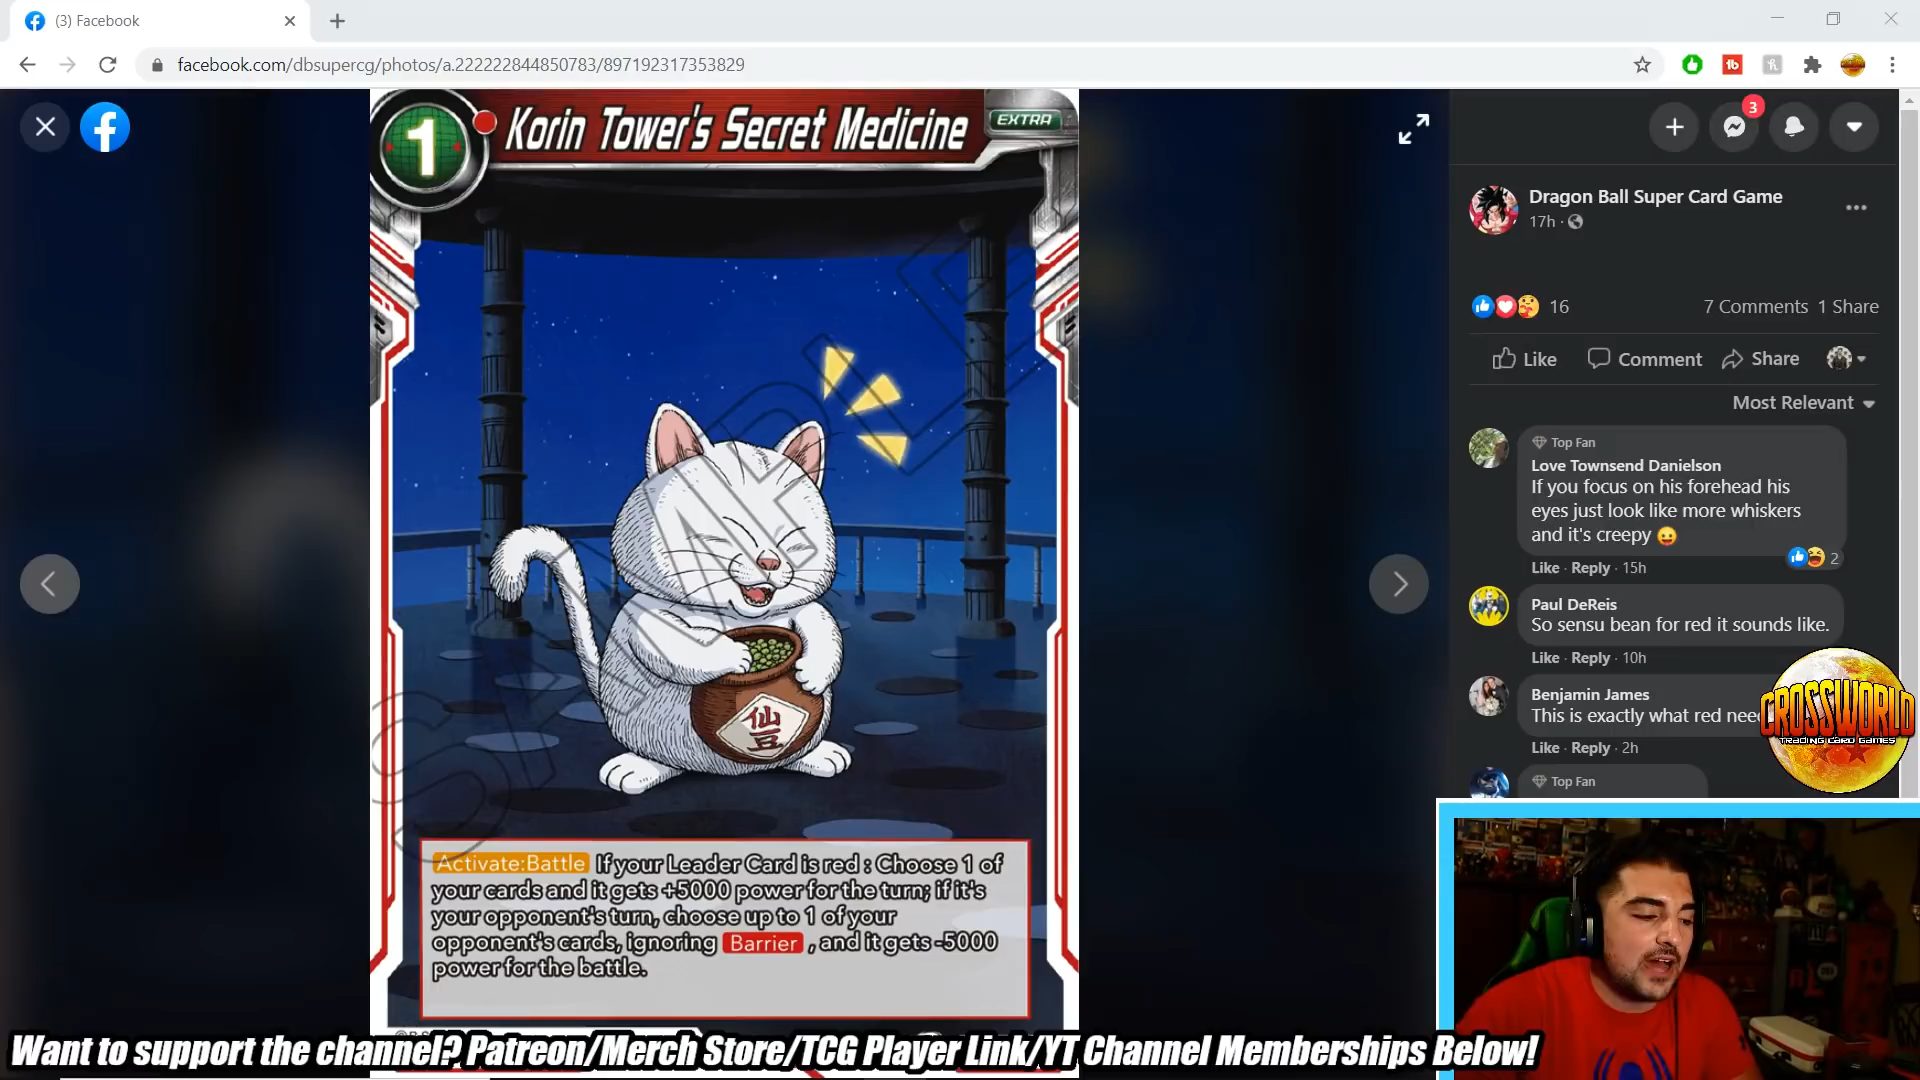 (3) Facebook
facebook.com/dbsupercg/photos/a.222222844850783/897192317353829
1
Korin Tower's Secret Medicine
EXTRA
SAMPLE
仙豆
Activate:Battle If your Leader Card is red : Choose 1 of
your cards and it gets +5000 power for the turn; if it's
your opponent's turn, choose up to 1 of your
opponent's cards, ignoring Barrier , and it gets -5000
power for the battle.
3
Dragon Ball Super Card Game
17h
16
7 Comments 1 Share
Like Comment Share
Most Relevant
Top Fan
Love Townsend Danielson
If you focus on his forehead his
eyes just look like more whiskers
and it's creepy 😛
2
Like · Reply · 15h
Paul DeReis
So sensu bean for red it sounds like.
Like · Reply · 10h
Benjamin James
This is exactly what red nee
Like · Reply · 2h
Top Fan
CROSSWORLD
TRADING CARD GAMES
Want to support the channel? Patreon/Merch Store/TCG Player Link/YT Channel Memberships Below!